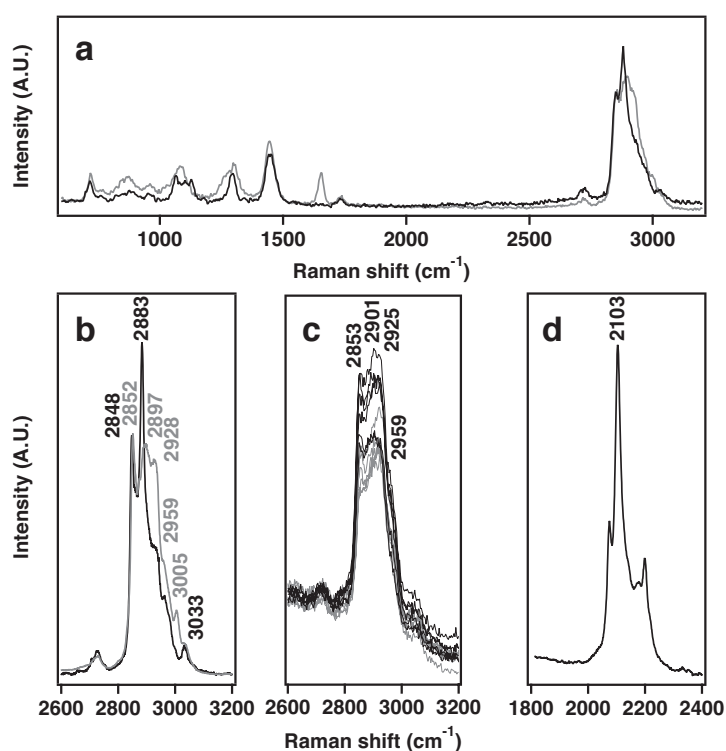 a
Intensity (A.U.)
1000 1500 2000 2500 3000
Raman shift (cm-1)
b 2883 2848 2852 2897 2928 2959 3005 3033
c 2853 2901 2925 2959
d 2103
Intensity (A.U.)
2600 2800 3000 3200 2600 2800 3000 3200 1800 2000 2200 2400
Raman shift (cm-1)